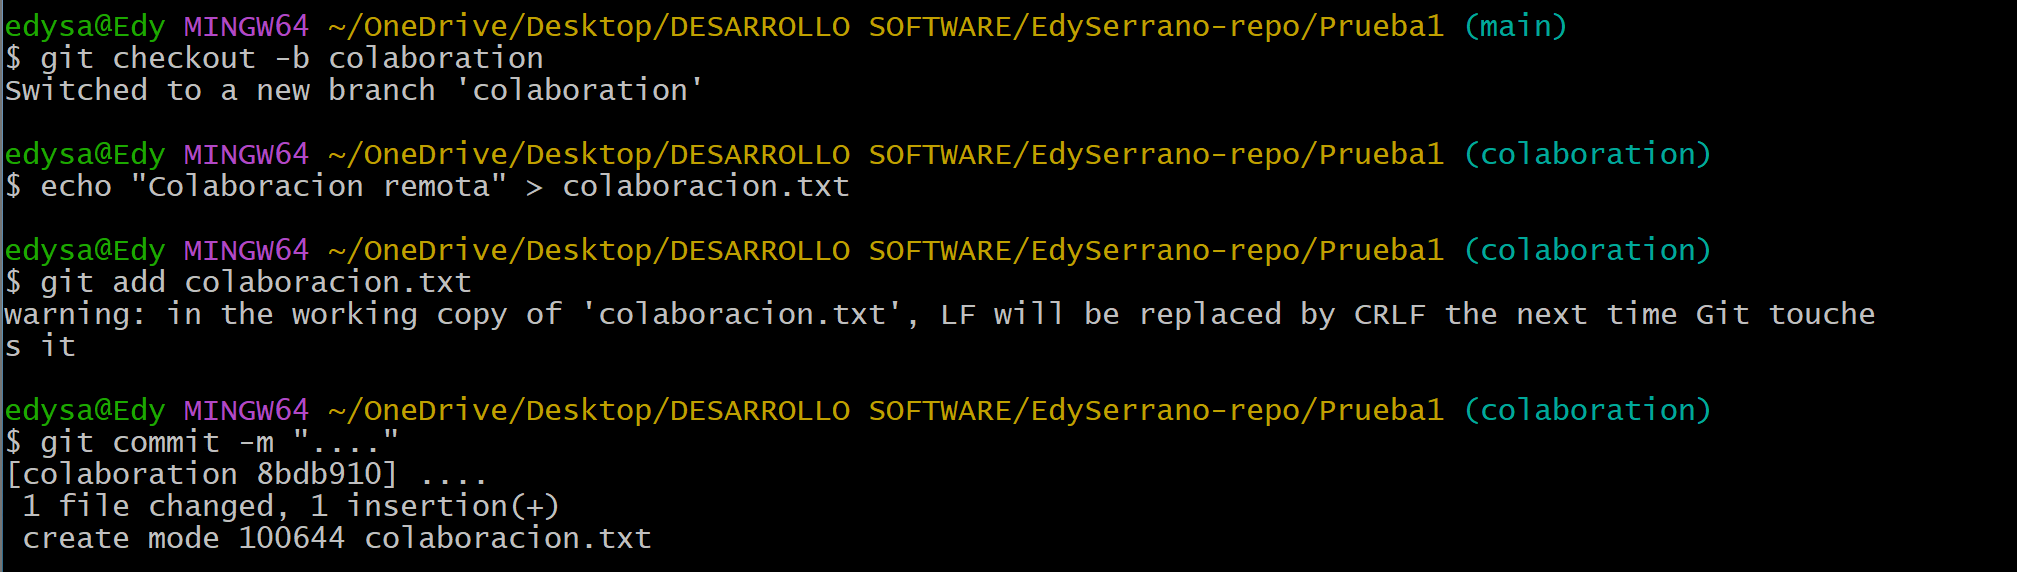 edysa@Edy MINGW64 ~/OneDrive/Desktop/DESARROLLO SOFTWARE/EdySerrano-repo/Prueba1 (main)
$ git checkout -b colaboration
Switched to a new branch 'colaboration'
edysa@Edy MINGW64 ~/OneDrive/Desktop/DESARROLLO SOFTWARE/EdySerrano-repo/Prueba1 (colaboration)
$ echo "Colaboracion remota" > colaboracion.txt
edysa@Edy MINGW64 ~/OneDrive/Desktop/DESARROLLO SOFTWARE/EdySerrano-repo/Prueba1 (colaboration)
$ git add colaboracion.txt
warning: in the working copy of 'colaboracion.txt', LF will be replaced by CRLF the next time Git touche
s it
edysa@Edy MINGW64 ~/OneDrive/Desktop/DESARROLLO SOFTWARE/EdySerrano-repo/Prueba1 (colaboration)
$ git commit -m "...."
[colaboration 8bdb910] ....
 1 file changed, 1 insertion(+)
 create mode 100644 colaboracion.txt